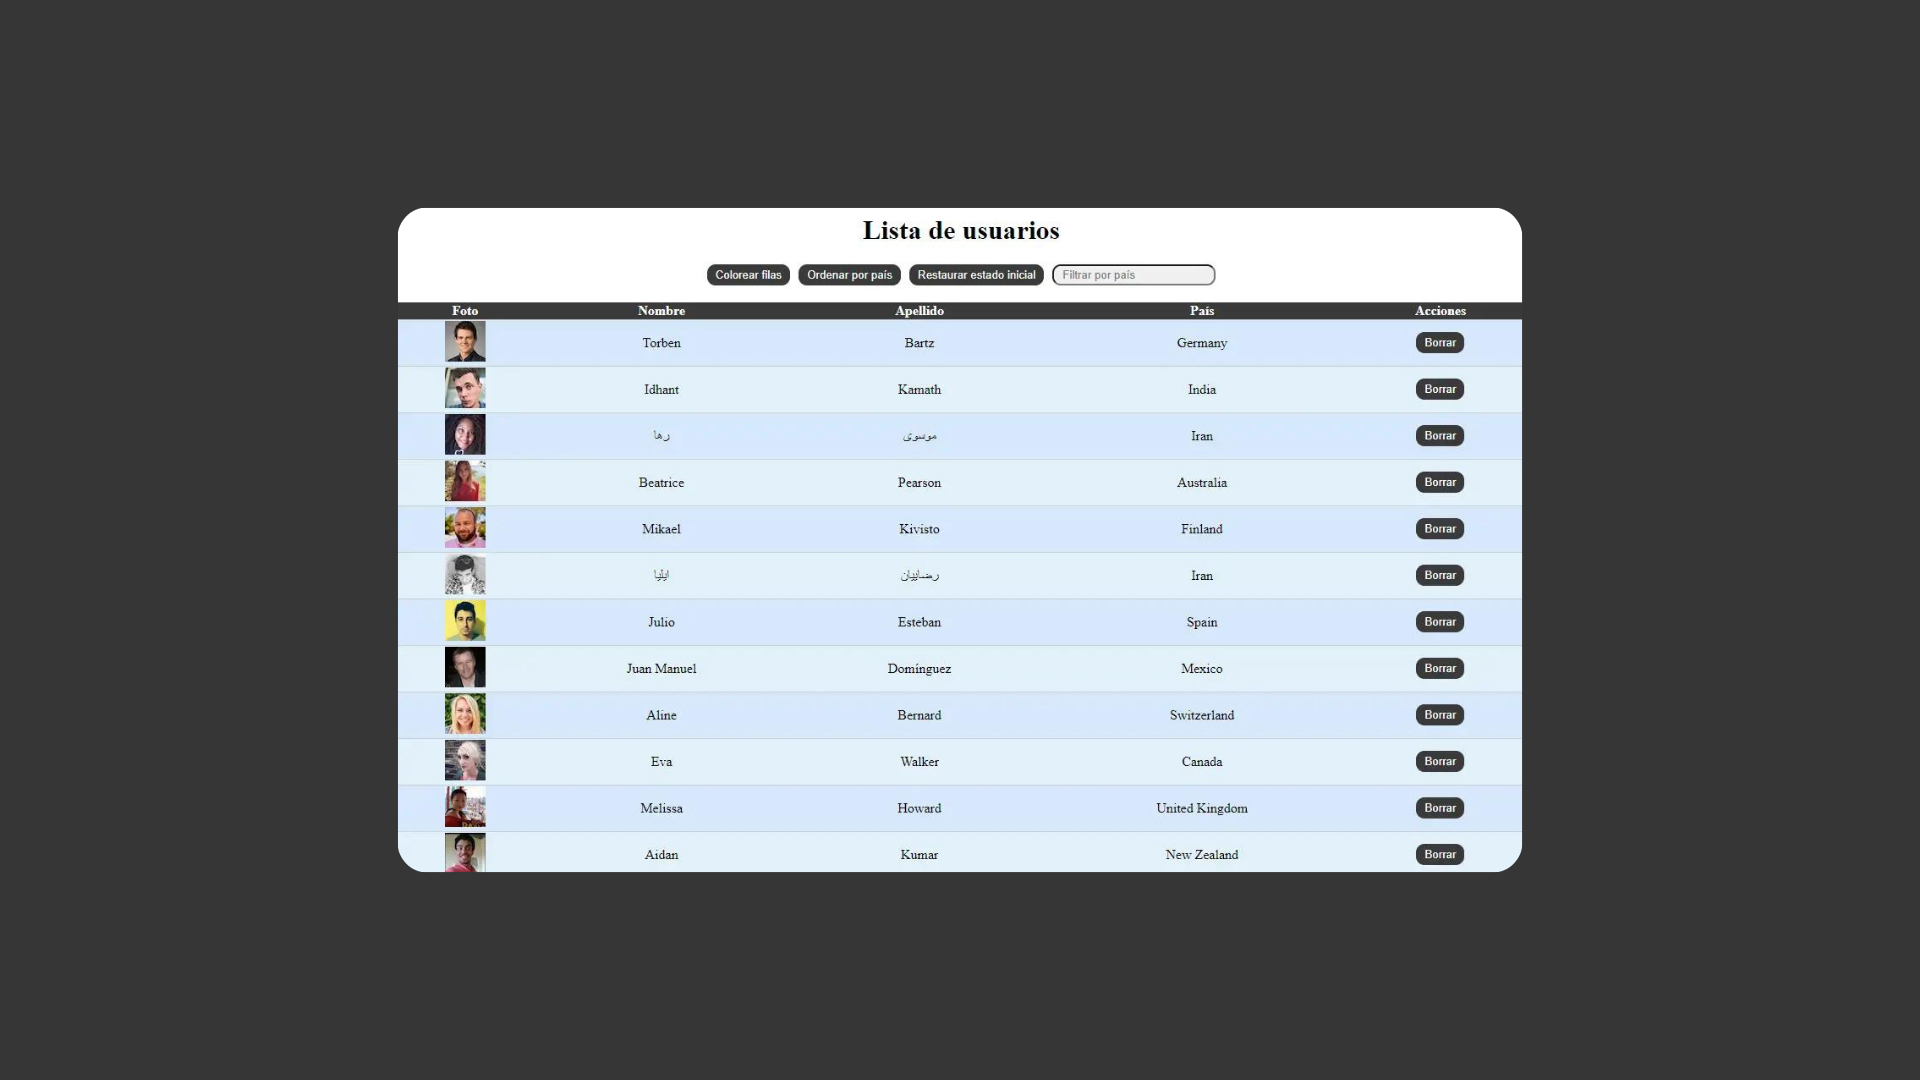 Lista de usuarios
Colorear filas Ordenar por país Restaurar estado inicial Filtrar por país
Foto Nombre Apellido País Acciones
Torben Bartz Germany Borrar
Idhant Kamath India Borrar
رها موسوی Iran Borrar
Beatrice Pearson Australia Borrar
Mikael Kivisto Finland Borrar
ایلیا رضاییان Iran Borrar
Julio Esteban Spain Borrar
Juan Manuel Domínguez Mexico Borrar
Aline Bernard Switzerland Borrar
Eva Walker Canada Borrar
Melissa Howard United Kingdom Borrar
Aidan Kumar New Zealand Borrar